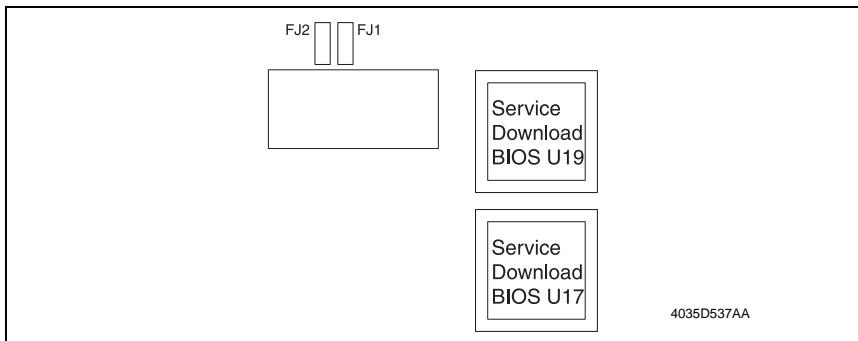 FJ2 FJ1
Service
Download
BIOS U19
Service
Download
BIOS U17
4035D537AA